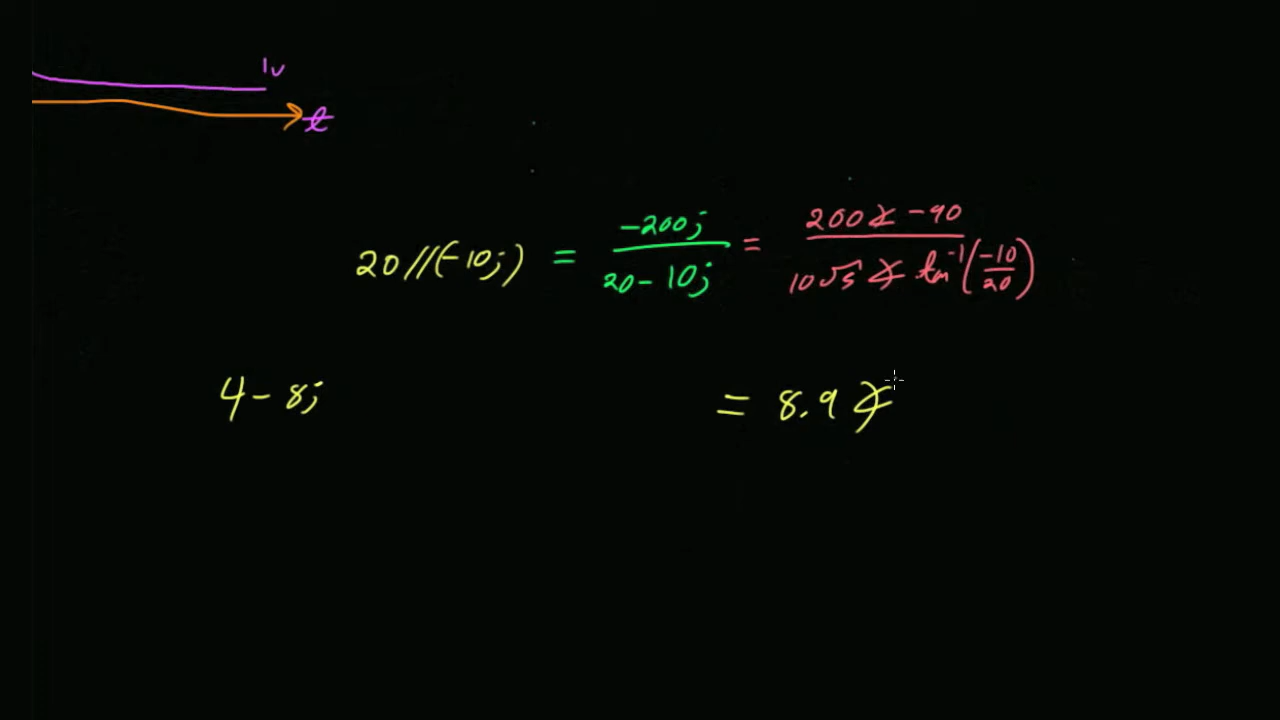 1v
t
20//(-10j) = -200j / 20-10j = 200∠-90 / 10√5 ∠ tan⁻¹(-10/20)
4-8j = 8.9∠